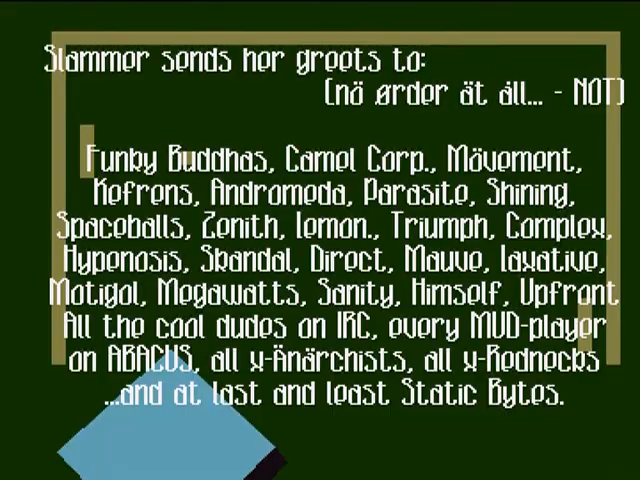 Slammer sends her greets to:
(nö ørder ät åll... - NOT)
Funky Buddhas, Camel Corp., Mövement,
Kefrens, Andromeda, Parasite, Shining,
Spaceballs, Zenith, Lemon., Triumph, Complex,
Hypenosis, Skandal, Direct, Mauve, Laxative,
Motigol, Megawatts, Sanity, Himself, Upfront
All the cool dudes on IRC, every MUD-player
on ABACUS, all x-Änärchists, all x-Rednecks
...and at last and least Static Bytes.